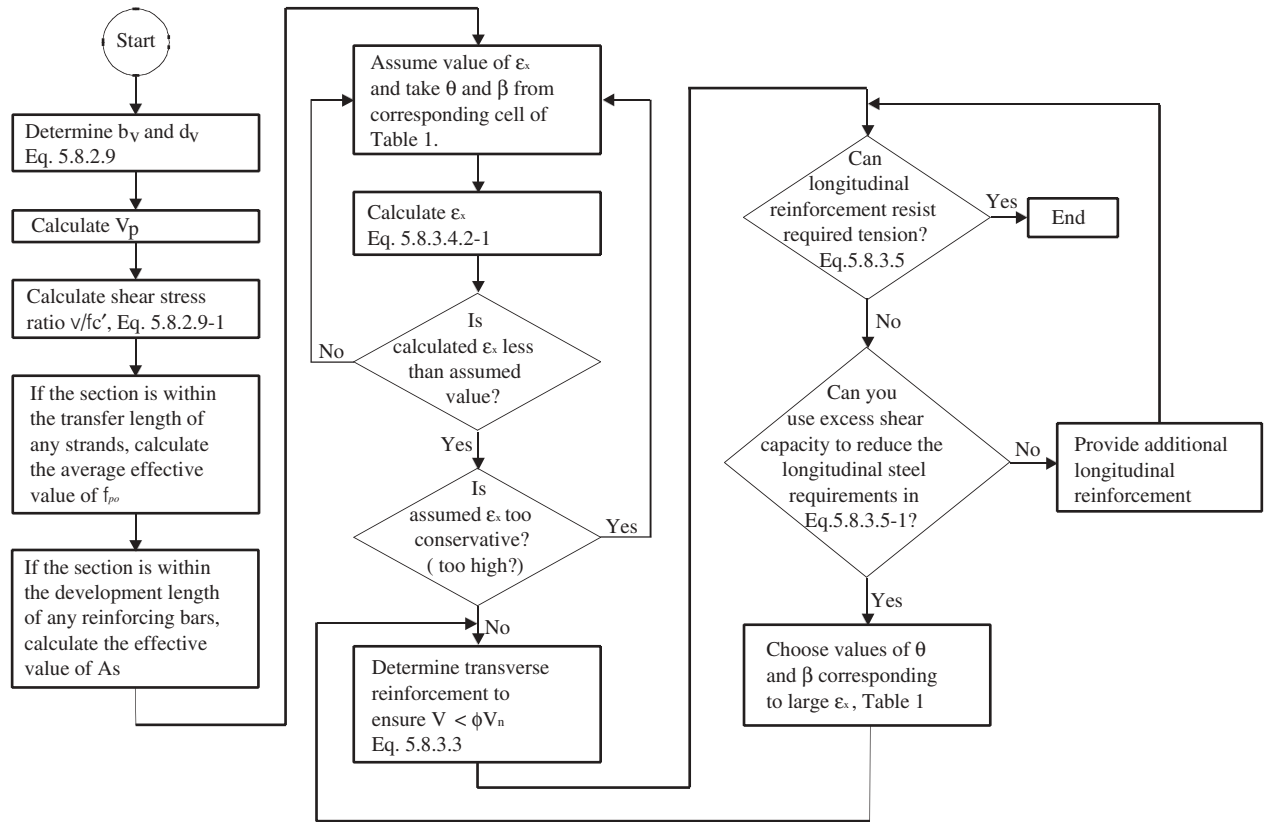 Start
Determine bv and dv
Eq. 5.8.2.9
Calculate Vp
Calculate shear stress
ratio v/fc′, Eq. 5.8.2.9-1
If the section is within
the transfer length of
any strands, calculate
the average effective
value of fpo
If the section is within
the development length
of any reinforcing bars,
calculate the effective
value of As
Assume value of εx
and take θ and β from
corresponding cell of
Table 1.
Calculate εx
Eq. 5.8.3.4.2-1
Is
calculated εx less
than assumed
value?
No
Yes
Is
assumed εx too
conservative?
( too high?)
Yes
No
Determine transverse
reinforcement to
ensure V < ϕVn
Eq. 5.8.3.3
Can
longitudinal
reinforcement resist
required tension?
Eq.5.8.3.5
Yes
End
No
Can you
use excess shear
capacity to reduce the
longitudinal steel
requirements in
Eq.5.8.3.5-1?
No
Provide additional
longitudinal
reinforcement
Yes
Choose values of θ
and β corresponding
to large εx, Table 1